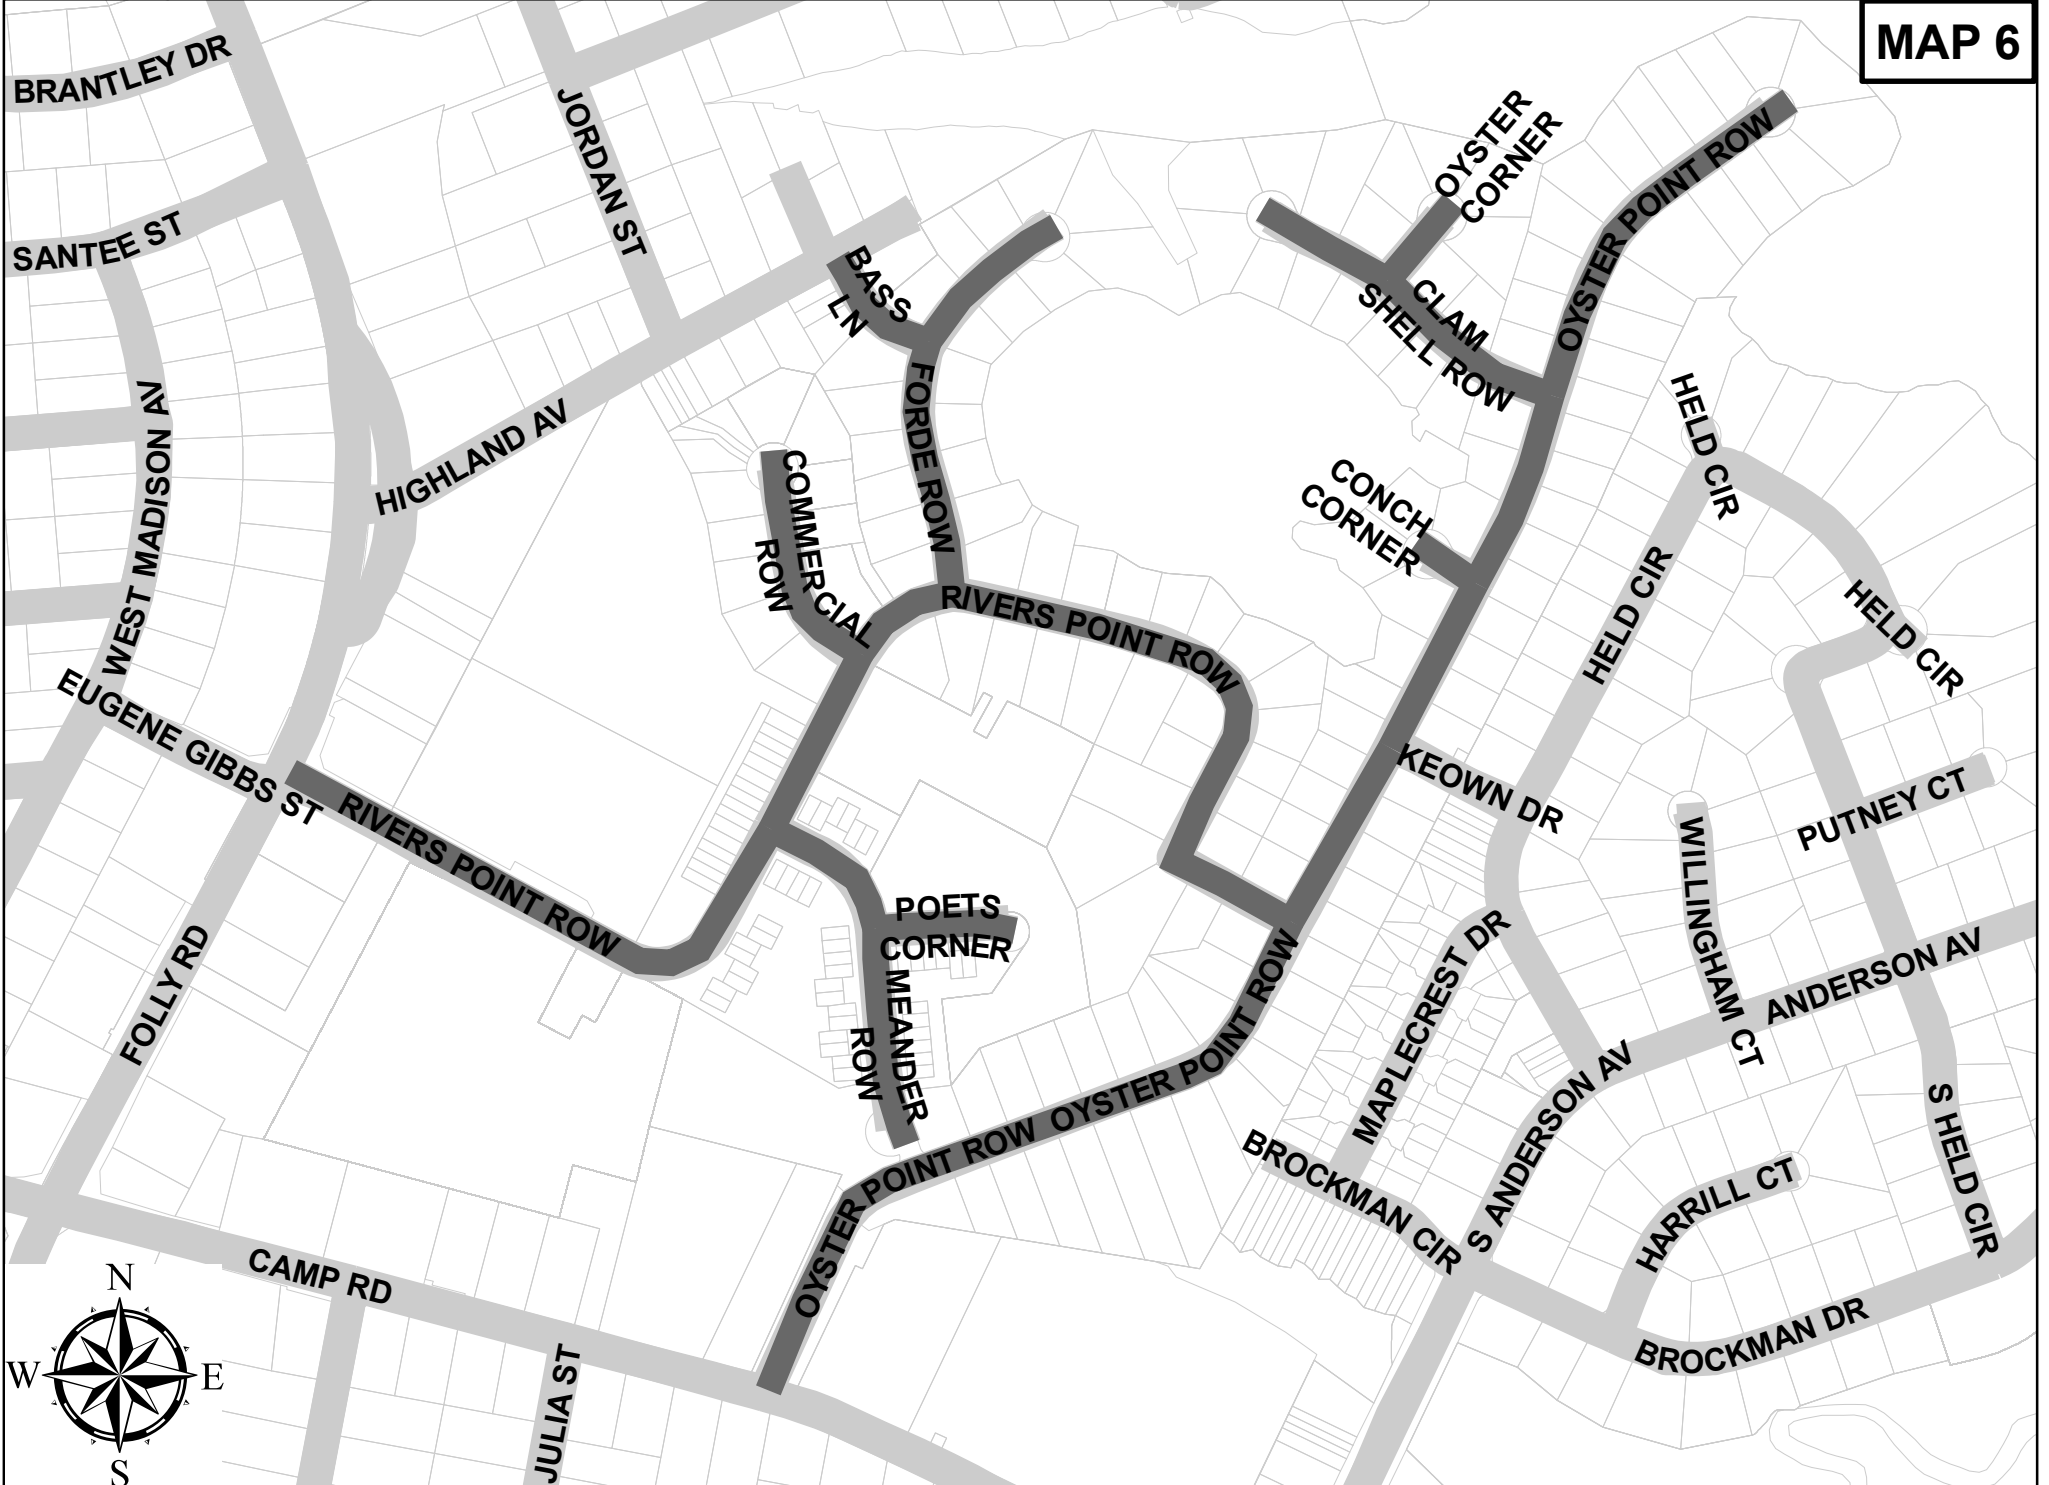 MAP 6
BRANTLEY DR
JORDAN ST
OYSTER
CORNER
OYSTER POINT ROW
SANTEE ST
BASS
LN
CLAM
SHELL ROW
WEST MADISON AV
HIGHLAND AV
FORDE ROW
HELD CIR
COMMERCIAL
ROW
CONCH
CORNER
HELD CIR
HELD CIR
RIVERS POINT ROW
EUGENE GIBBS ST
RIVERS POINT ROW
KEOWN DR
WILLINGHAM CT
PUTNEY CT
POETS
CORNER
MEANDER
ROW
FOLLY RD
MAPLECREST DR
ANDERSON AV
OYSTER POINT ROW
OYSTER POINT ROW
S ANDERSON AV
S HELD CIR
BROCKMAN CIR
HARRILL CT
CAMP RD
BROCKMAN DR
JULIA ST
N
W
E
S